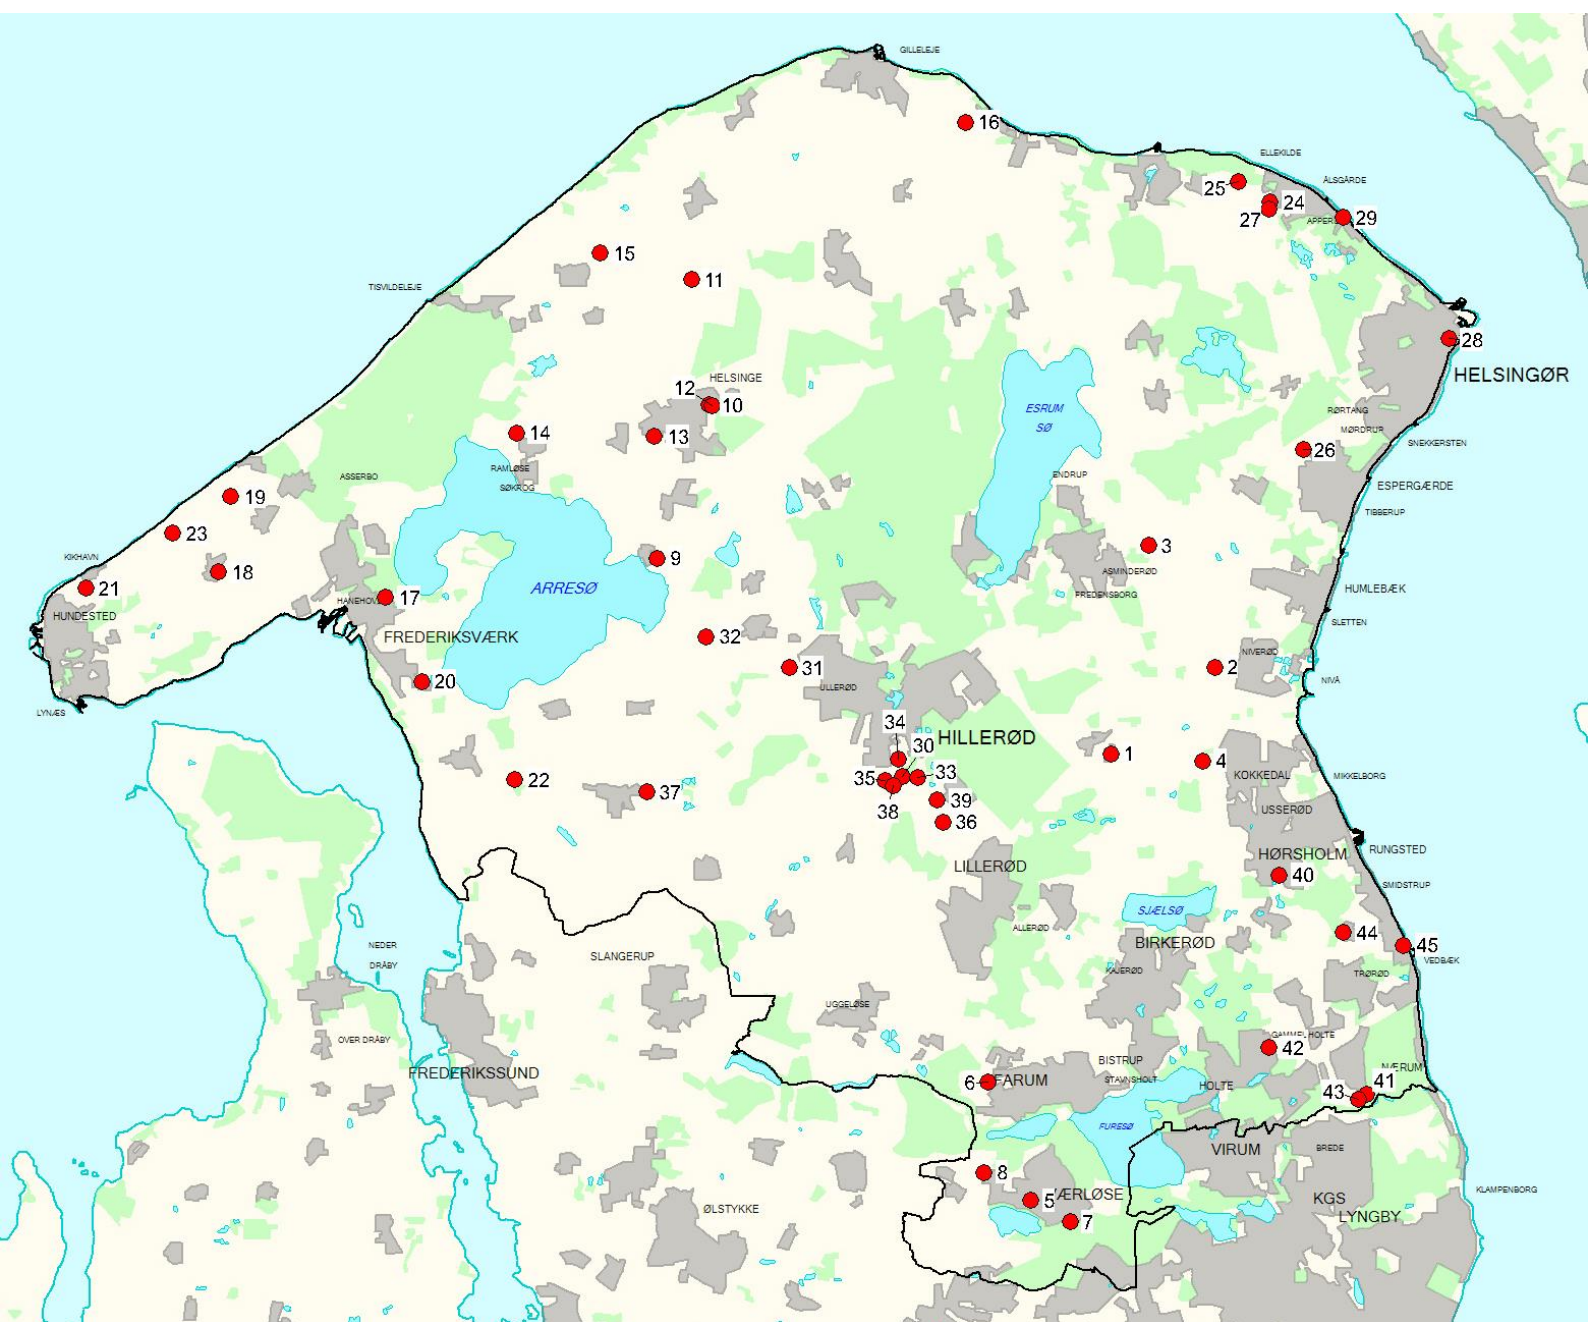 GILLELEJE
16
ELLEKILDE
25
ÅLSGÅRDE
24
27
29
15
11
TISVILDELEJE
28
HELSINGØR
HELSINGE
12
10
ESRUM
SØ
RØRTANG
MØRDRUP
SNEKKERSTEN
14
13
26
RAMLØSE
SØKROG
ASSERBO
ENDRUP
ESPERGÆRDE
TIBBERUP
19
23
KIKHAVN
18
9
3
ASMINDERØD
FREDENSBORG
21
17
ARRESØ
HUMLEBÆK
HUNDESTED
SLETTEN
FREDERIKSVÆRK
32
NIVERØD
31
2
20
ULLERØD
NIVÅ
LYNÆS
34
HILLERØD
30
1
4
35
33
KOKKEDAL
MIKKELBORG
22
37
38
39
USSERØD
36
HØRSHOLM
RUNGSTED
LILLERØD
40
SMIDSTRUP
SJÆLSØ
ALLERØD
BIRKERØD
44
45
NEDER
DRÅBY
SLANGERUP
KAJERØD
VEDBÆK
TRØRØD
UGGELØSE
OVER DRÅBY
GAMMEL HOLTE
42
BISTRUP
FREDERIKSSUND
6
FARUM
STAVNSHOLT
HOLTE
NÆRUM
43
41
FURESØ
VIRUM
BREDE
8
5
VÆRLØSE
7
KGS
LYNGBY
KLAMPENBORG
ØLSTYKKE